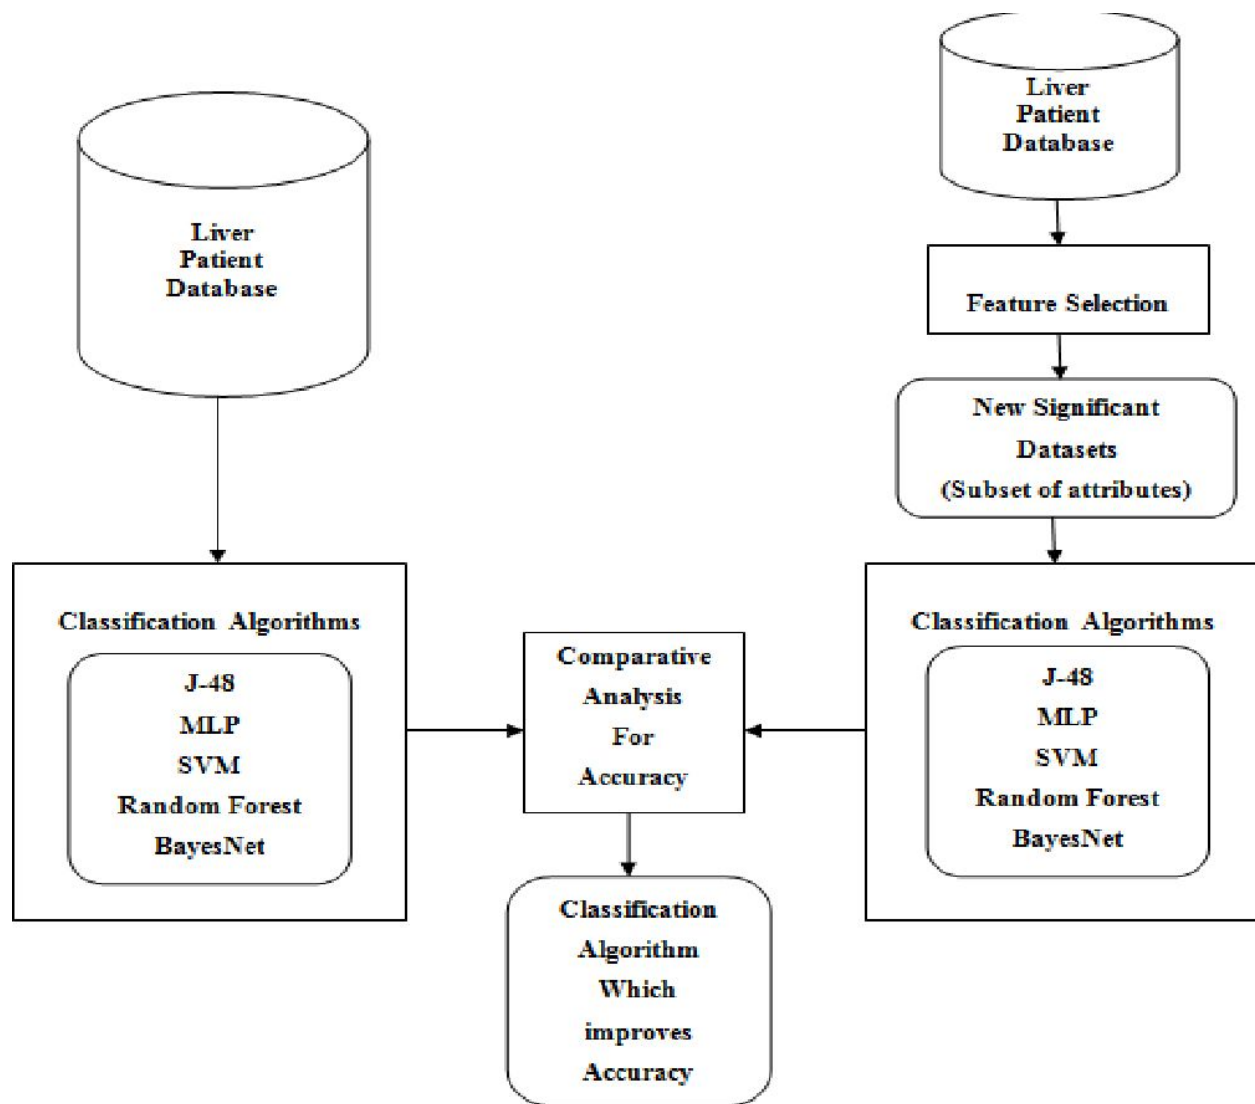 Liver
Patient
Database
Classification Algorithms
J-48
MLP
SVM
Random Forest
BayesNet
Liver
Patient
Database
Feature Selection
New Significant
Datasets
(Subset of attributes)
Classification Algorithms
J-48
MLP
SVM
Random Forest
BayesNet
Comparative
Analysis
For
Accuracy
Classification
Algorithm
Which
improves
Accuracy